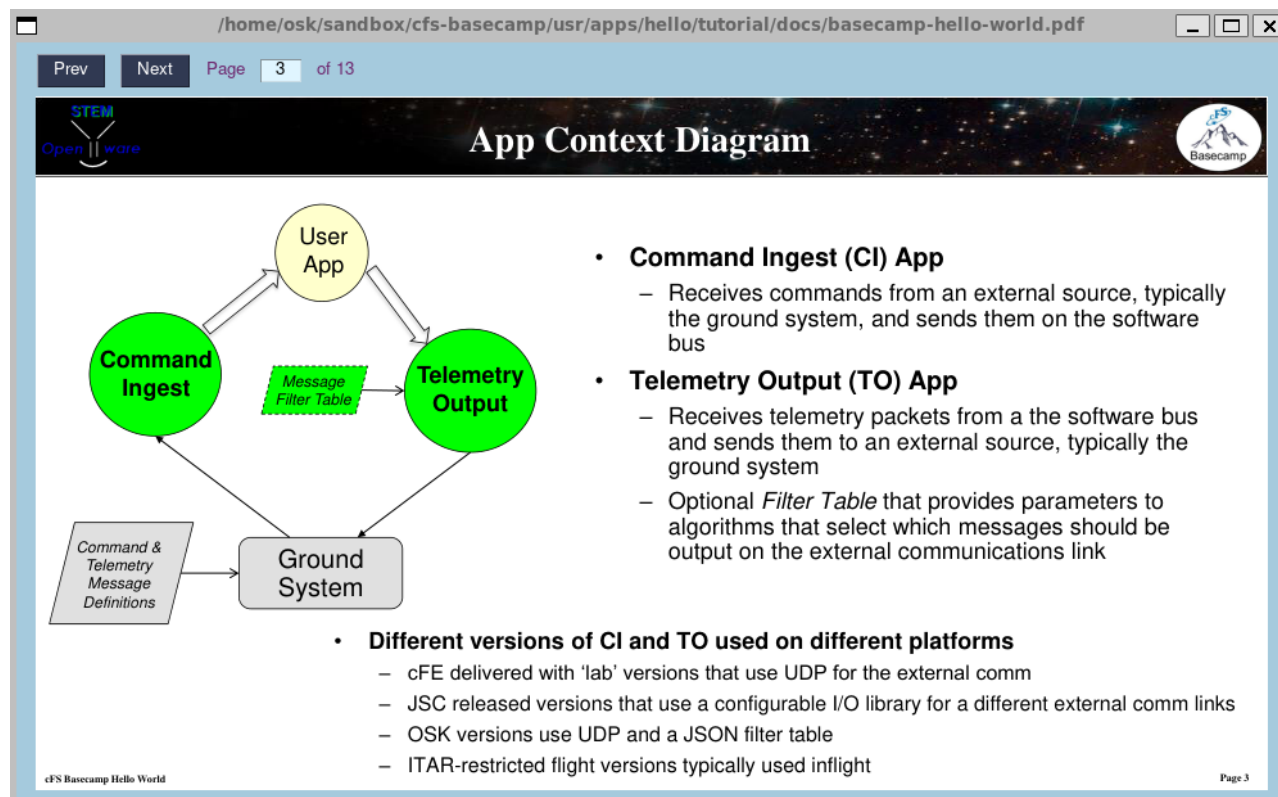 /home/osk/sandbox/cfs-basecamp/usr/apps/hello/tutorial/docs/basecamp-hello-world.pdf
Prev Next Page 3 of 13
STEM
Open ware
App Context Diagram
cFS
Basecamp
User
App
Command
Ingest
Message
Filter Table
Telemetry
Output
Command &
Telemetry
Message
Definitions
Ground
System
• Command Ingest (CI) App
– Receives commands from an external source, typically
the ground system, and sends them on the software
bus
• Telemetry Output (TO) App
– Receives telemetry packets from a the software bus
and sends them to an external source, typically the
ground system
– Optional Filter Table that provides parameters to
algorithms that select which messages should be
output on the external communications link
• Different versions of CI and TO used on different platforms
– cFE delivered with ‘lab’ versions that use UDP for the external comm
– JSC released versions that use a configurable I/O library for a different external comm links
– OSK versions use UDP and a JSON filter table
– ITAR-restricted flight versions typically used inflight
cFS Basecamp Hello World
Page 3